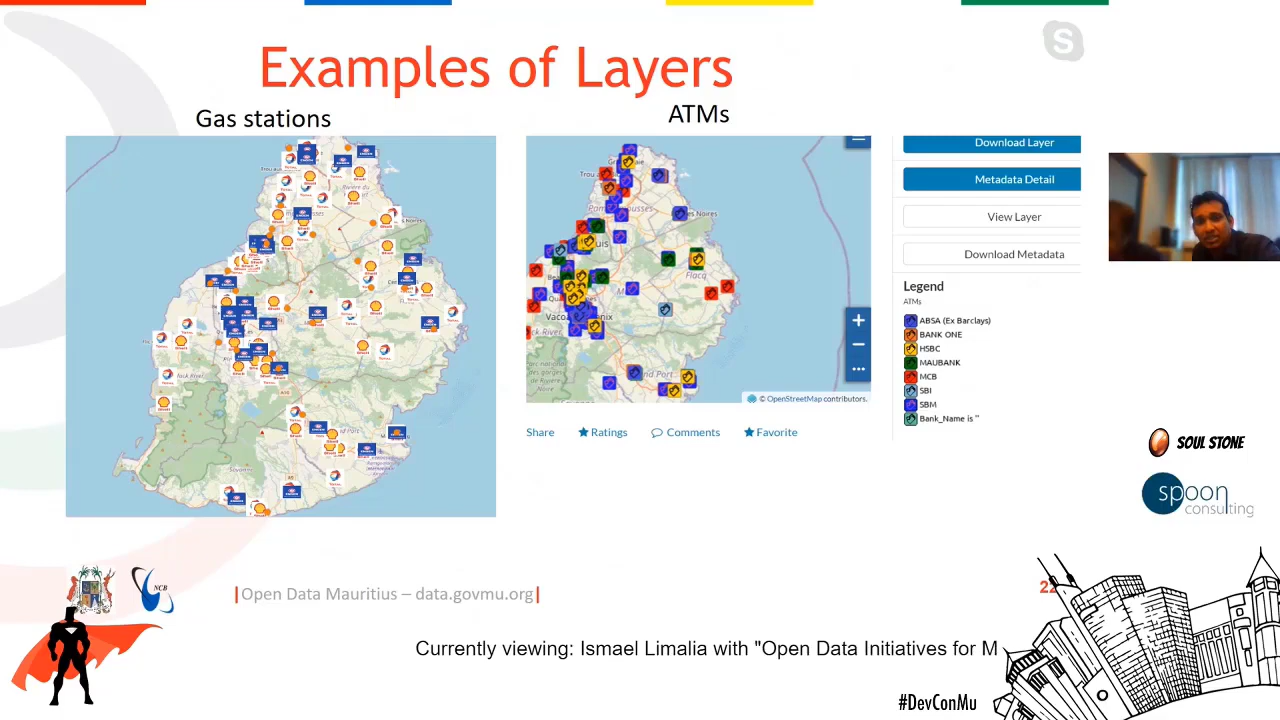 Examples of Layers
Gas stations
ATMs
Download Layer
Metadata Detail
View Layer
Download Metadata
Legend
ATMs
ABSA (Ex Barclays)
BANK ONE
HSBC
MAUBANK
MCB
SBI
SBM
Bank_Name is ''
Flacq
© OpenStreetMap contributors.
Share
Ratings
Comments
Favorite
SOUL STONE
spoon
consulting
NCB
|Open Data Mauritius – data.govmu.org|
22
Currently viewing: Ismael Limalia with "Open Data Initiatives for M
#DevConMu